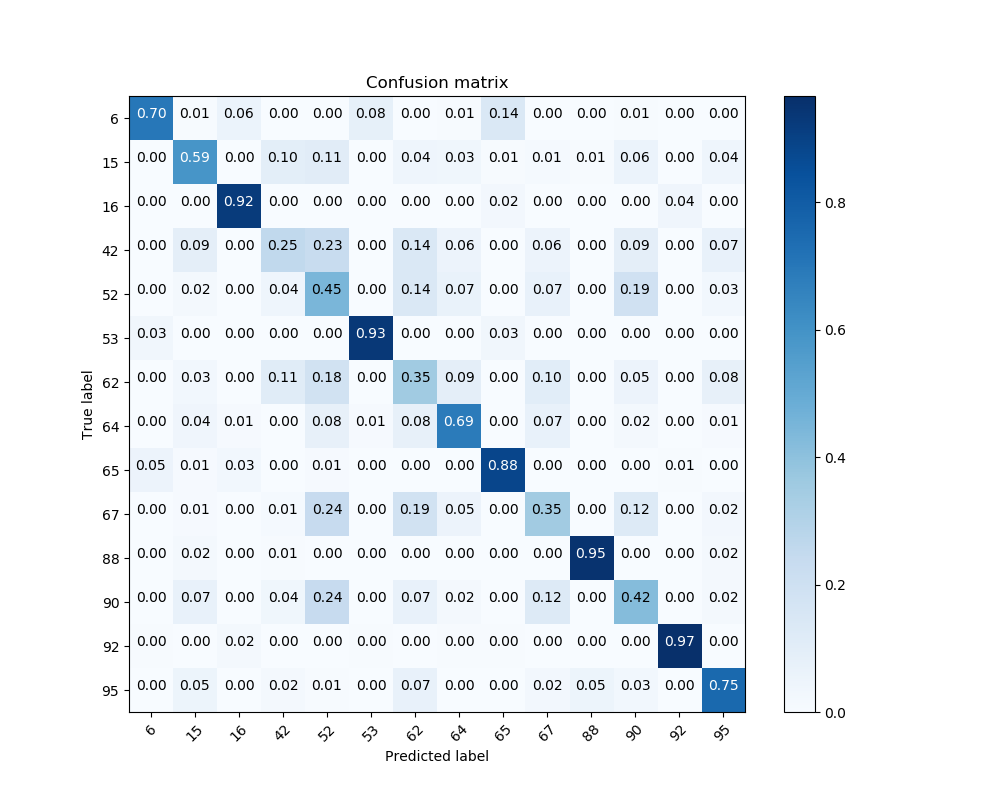 Confusion matrix
6 0.70 0.01 0.06 0.00 0.00 0.08 0.00 0.01 0.14 0.00 0.00 0.01 0.00 0.00
15 0.00 0.59 0.00 0.10 0.11 0.00 0.04 0.03 0.01 0.01 0.01 0.06 0.00 0.04
16 0.00 0.00 0.92 0.00 0.00 0.00 0.00 0.00 0.02 0.00 0.00 0.00 0.04 0.00
42 0.00 0.09 0.00 0.25 0.23 0.00 0.14 0.06 0.00 0.06 0.00 0.09 0.00 0.07
52 0.00 0.02 0.00 0.04 0.45 0.00 0.14 0.07 0.00 0.07 0.00 0.19 0.00 0.03
53 0.03 0.00 0.00 0.00 0.00 0.93 0.00 0.00 0.03 0.00 0.00 0.00 0.00 0.00
62 0.00 0.03 0.00 0.11 0.18 0.00 0.35 0.09 0.00 0.10 0.00 0.05 0.00 0.08
64 0.00 0.04 0.01 0.00 0.08 0.01 0.08 0.69 0.00 0.07 0.00 0.02 0.00 0.01
65 0.05 0.01 0.03 0.00 0.01 0.00 0.00 0.00 0.88 0.00 0.00 0.00 0.01 0.00
67 0.00 0.01 0.00 0.01 0.24 0.00 0.19 0.05 0.00 0.35 0.00 0.12 0.00 0.02
88 0.00 0.02 0.00 0.01 0.00 0.00 0.00 0.00 0.00 0.00 0.95 0.00 0.00 0.02
90 0.00 0.07 0.00 0.04 0.24 0.00 0.07 0.02 0.00 0.12 0.00 0.42 0.00 0.02
92 0.00 0.00 0.02 0.00 0.00 0.00 0.00 0.00 0.00 0.00 0.00 0.00 0.97 0.00
95 0.00 0.05 0.00 0.02 0.01 0.00 0.07 0.00 0.00 0.02 0.05 0.03 0.00 0.75
6 15 16 42 52 53 62 64 65 67 88 90 92 95
Predicted label
True label
0.8
0.6
0.4
0.2
0.0